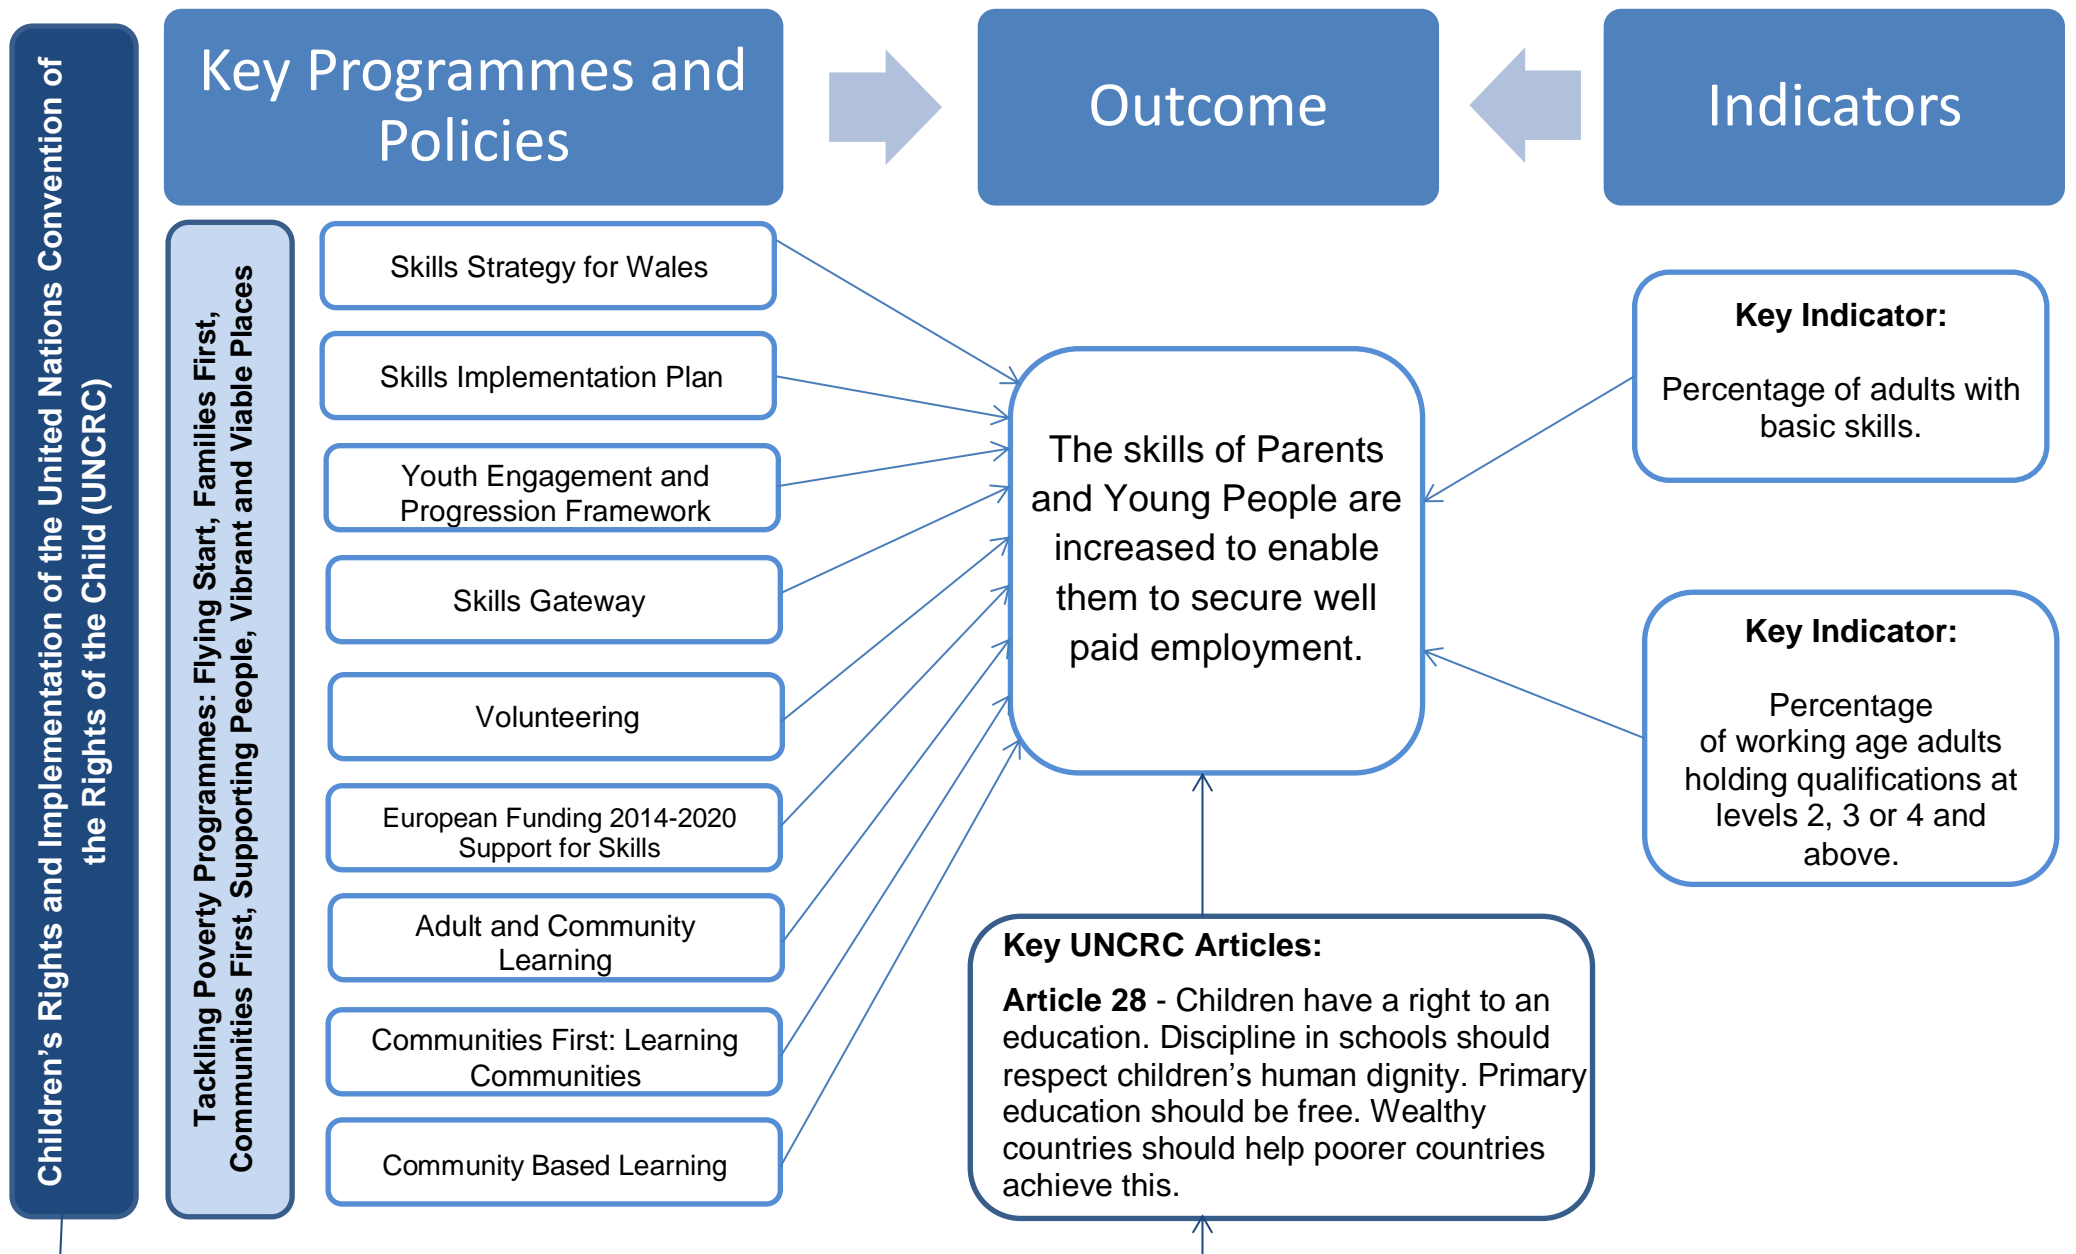 Children's Rights and Implementation of the United Nations Convention of
the Rights of the Child (UNCRC)
Key Programmes and
Policies
Outcome
Indicators
Tackling Poverty Programmes: Flying Start, Families First,
Communities First, Supporting People, Vibrant and Viable Places
Skills Strategy for Wales
Skills Implementation Plan
Youth Engagement and
Progression Framework
Skills Gateway
Volunteering
European Funding 2014-2020
Support for Skills
Adult and Community
Learning
Communities First: Learning
Communities
Community Based Learning
The skills of Parents
and Young People are
increased to enable
them to secure well
paid employment.
Key UNCRC Articles:
Article 28 - Children have a right to an
education. Discipline in schools should
respect children's human dignity. Primary
education should be free. Wealthy
countries should help poorer countries
achieve this.
Key Indicator:
Percentage of adults with
basic skills.
Key Indicator:
Percentage
of working age adults
holding qualifications at
levels 2, 3 or 4 and
above.